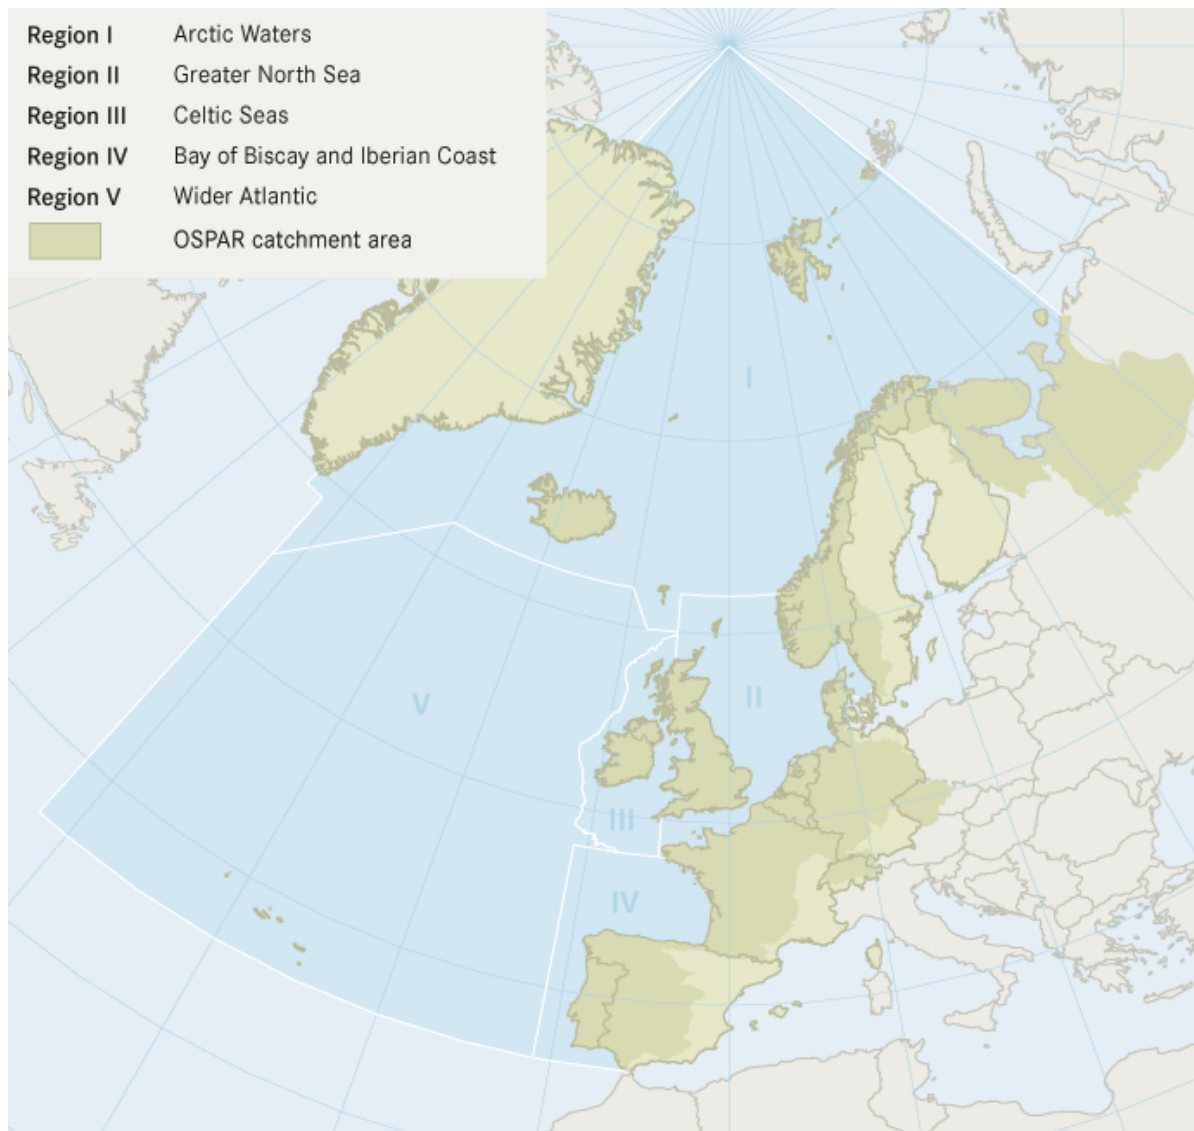 Region I Arctic Waters
Region II Greater North Sea
Region III Celtic Seas
Region IV Bay of Biscay and Iberian Coast
Region V Wider Atlantic
OSPAR catchment area
I
V
II
III
IV